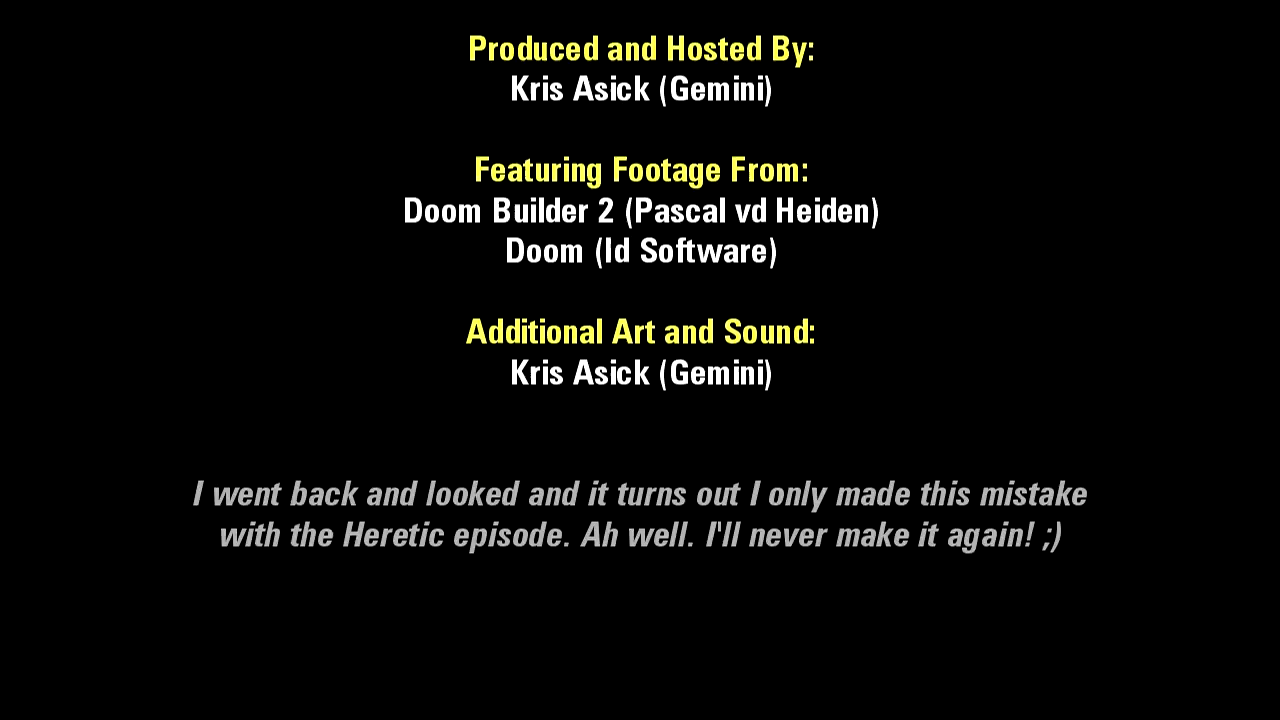 Produced and Hosted By:
Kris Asick (Gemini)
Featuring Footage From:
Doom Builder 2 (Pascal vd Heiden)
Doom (Id Software)
Additional Art and Sound:
Kris Asick (Gemini)
I went back and looked and it turns out I only made this mistake
with the Heretic episode. Ah well. I'll never make it again! ;)